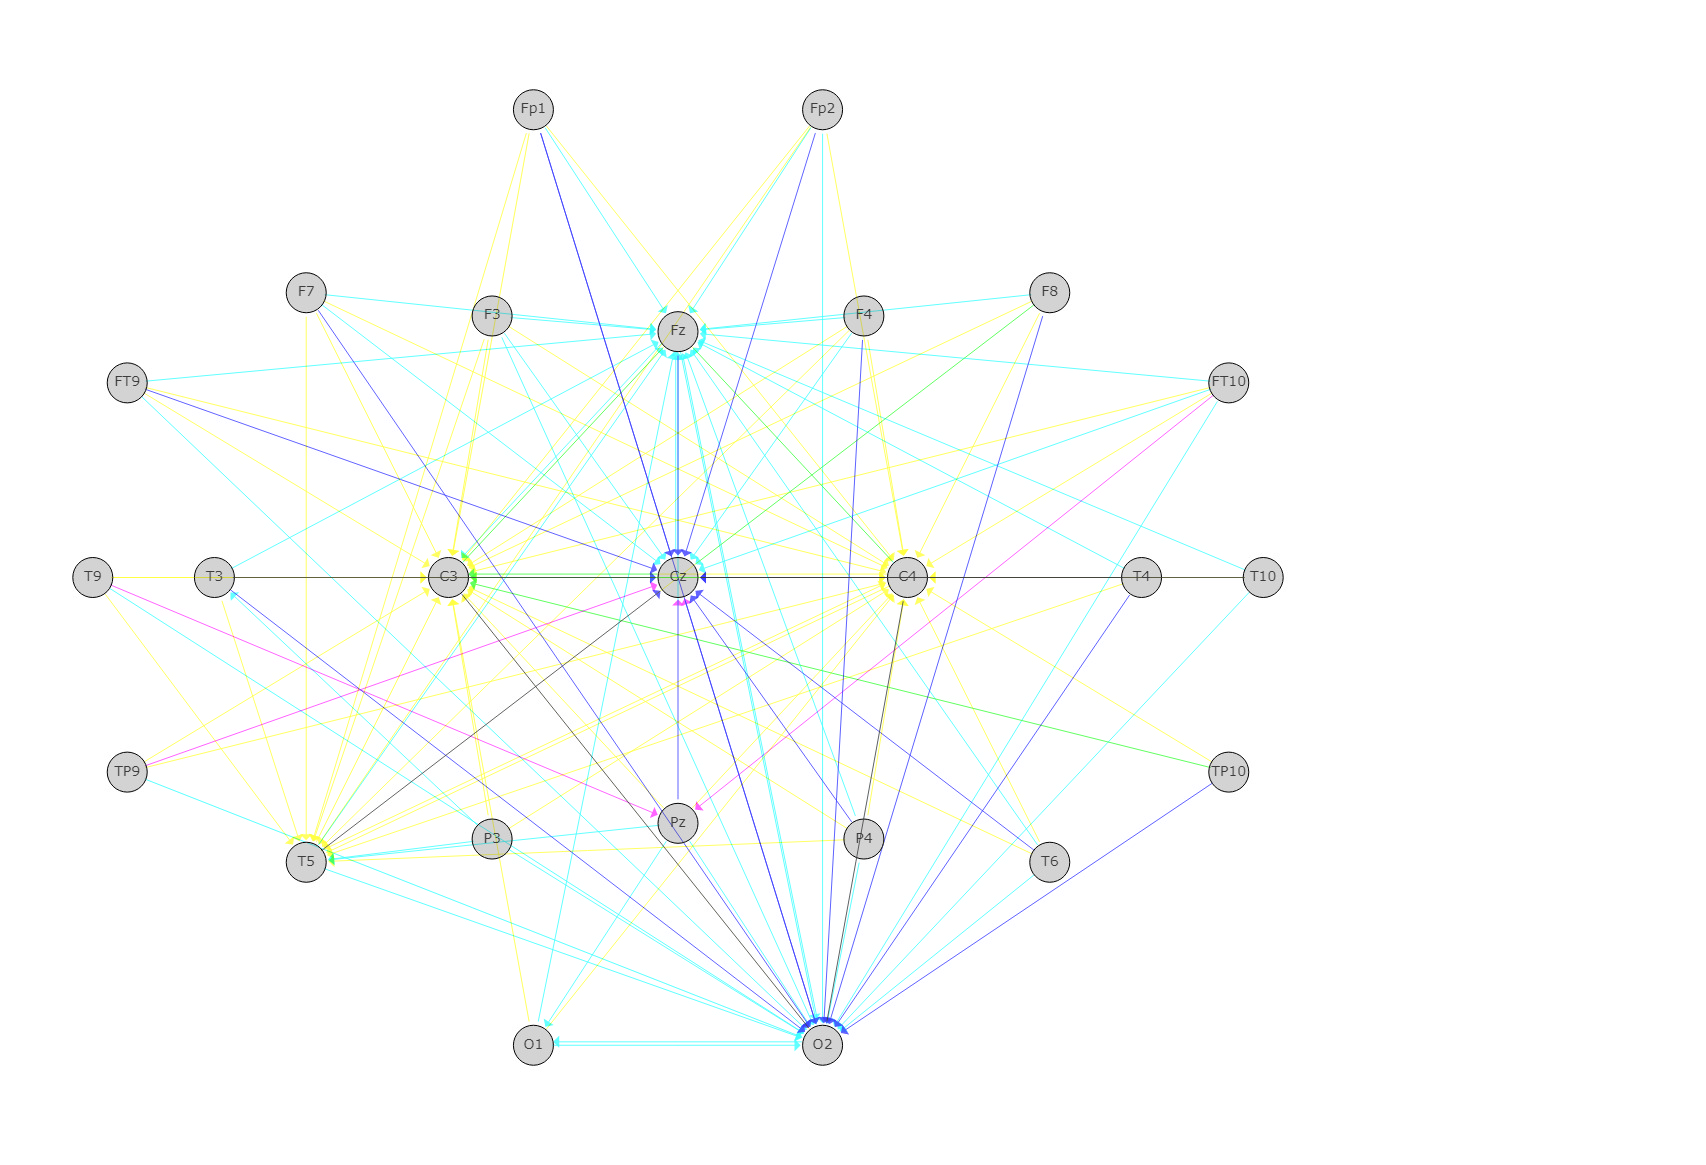 Fp1 Fp2
F7 F3 Fz F4 F8
FT9 FT10
T9 T3 C3 Cz C4 T4 T10
TP9 TP10
T5 P3 Pz P4 T6
O1 O2